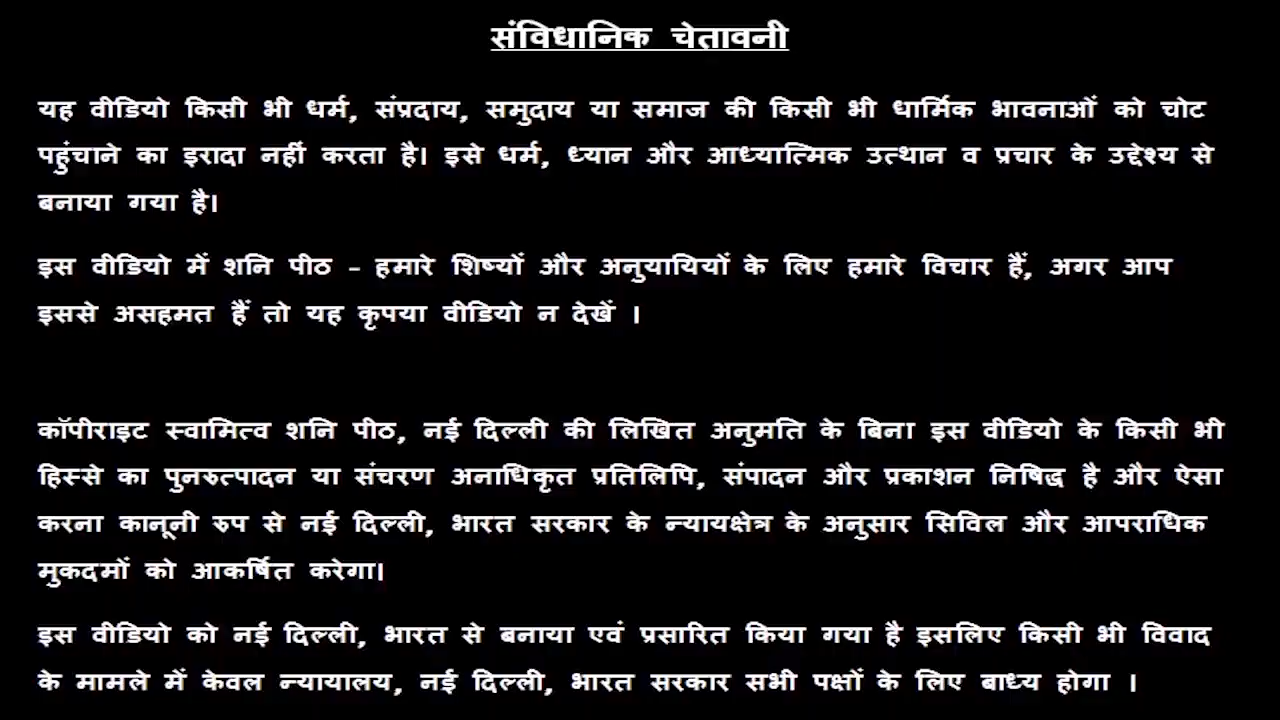 संविधानिक चेतावनी
यह वीडियो किसी भी धर्म, संप्रदाय, समुदाय या समाज की किसी भी धार्मिक भावनाओं को चोट
पहुंचाने का इरादा नहीं करता है। इसे धर्म, ध्यान और आध्यात्मिक उत्थान व प्रचार के उद्देश्य से
बनाया गया है।
इस वीडियो में शनि पीठ - हमारे शिष्यों और अनुयायियों के लिए हमारे विचार हैं, अगर आप
इससे असहमत हैं तो यह कृपया वीडियो न देखें ।
कॉपीराइट स्वामित्व शनि पीठ, नई दिल्ली की लिखित अनुमति के बिना इस वीडियो के किसी भी
हिस्से का पुनरुत्पादन या संचरण अनाधिकृत प्रतिलिपि, संपादन और प्रकाशन निषिद्ध है और ऐसा
करना कानूनी रुप से नई दिल्ली, भारत सरकार के न्यायक्षेत्र के अनुसार सिविल और आपराधिक
मुकदमों को आकर्षित करेगा।
इस वीडियो को नई दिल्ली, भारत से बनाया एवं प्रसारित किया गया है इसलिए किसी भी विवाद
के मामले में केवल न्यायालय, नई दिल्ली, भारत सरकार सभी पक्षों के लिए बाध्य होगा ।